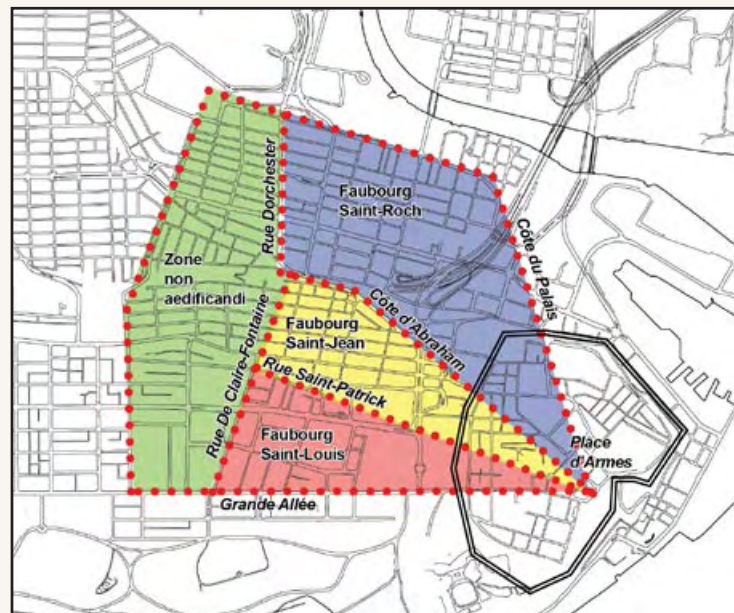 Faubourg
Saint-Roch
Rue Dorchester
Côte du Palais
Zone
non
aedificandi
Côte d'Abraham
Faubourg
Saint-Jean
Rue De Claire-Fontaine
Rue Saint-Patrick
Faubourg
Saint-Louis
Place
d'Armes
Grande Allée